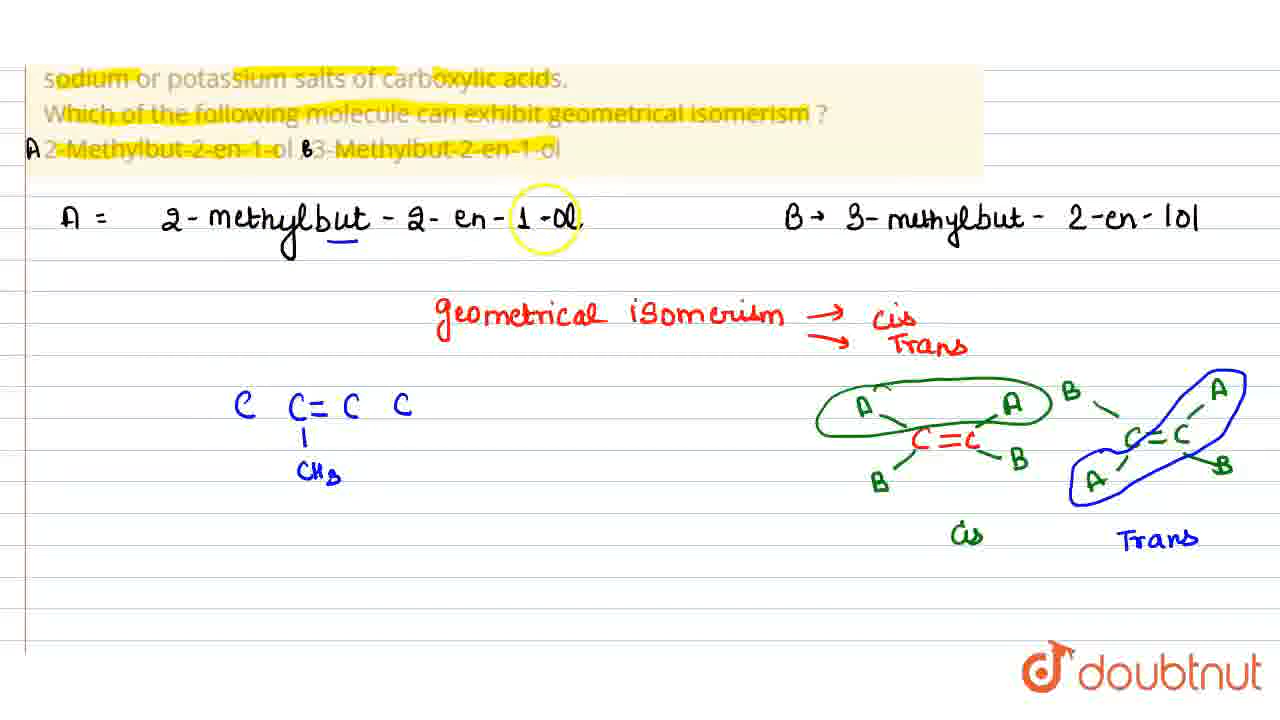 sodium or potassium salts of carboxylic acids.
Which of the following molecule can exhibit geometrical isomerism ?
A 2-Methylbut-2-en-1-ol , B 3-Methylbut-2-en-1-ol
A = 2 - methylbut - 2 - en - 1 - ol.
B → 3 - methylbut - 2 - en - 1ol
geometrical isomerism → cis
→ Trans
C C = C C
CH3
A A
C = C
B B
Cis
B A
C = C
A B
Trans
doubtnut